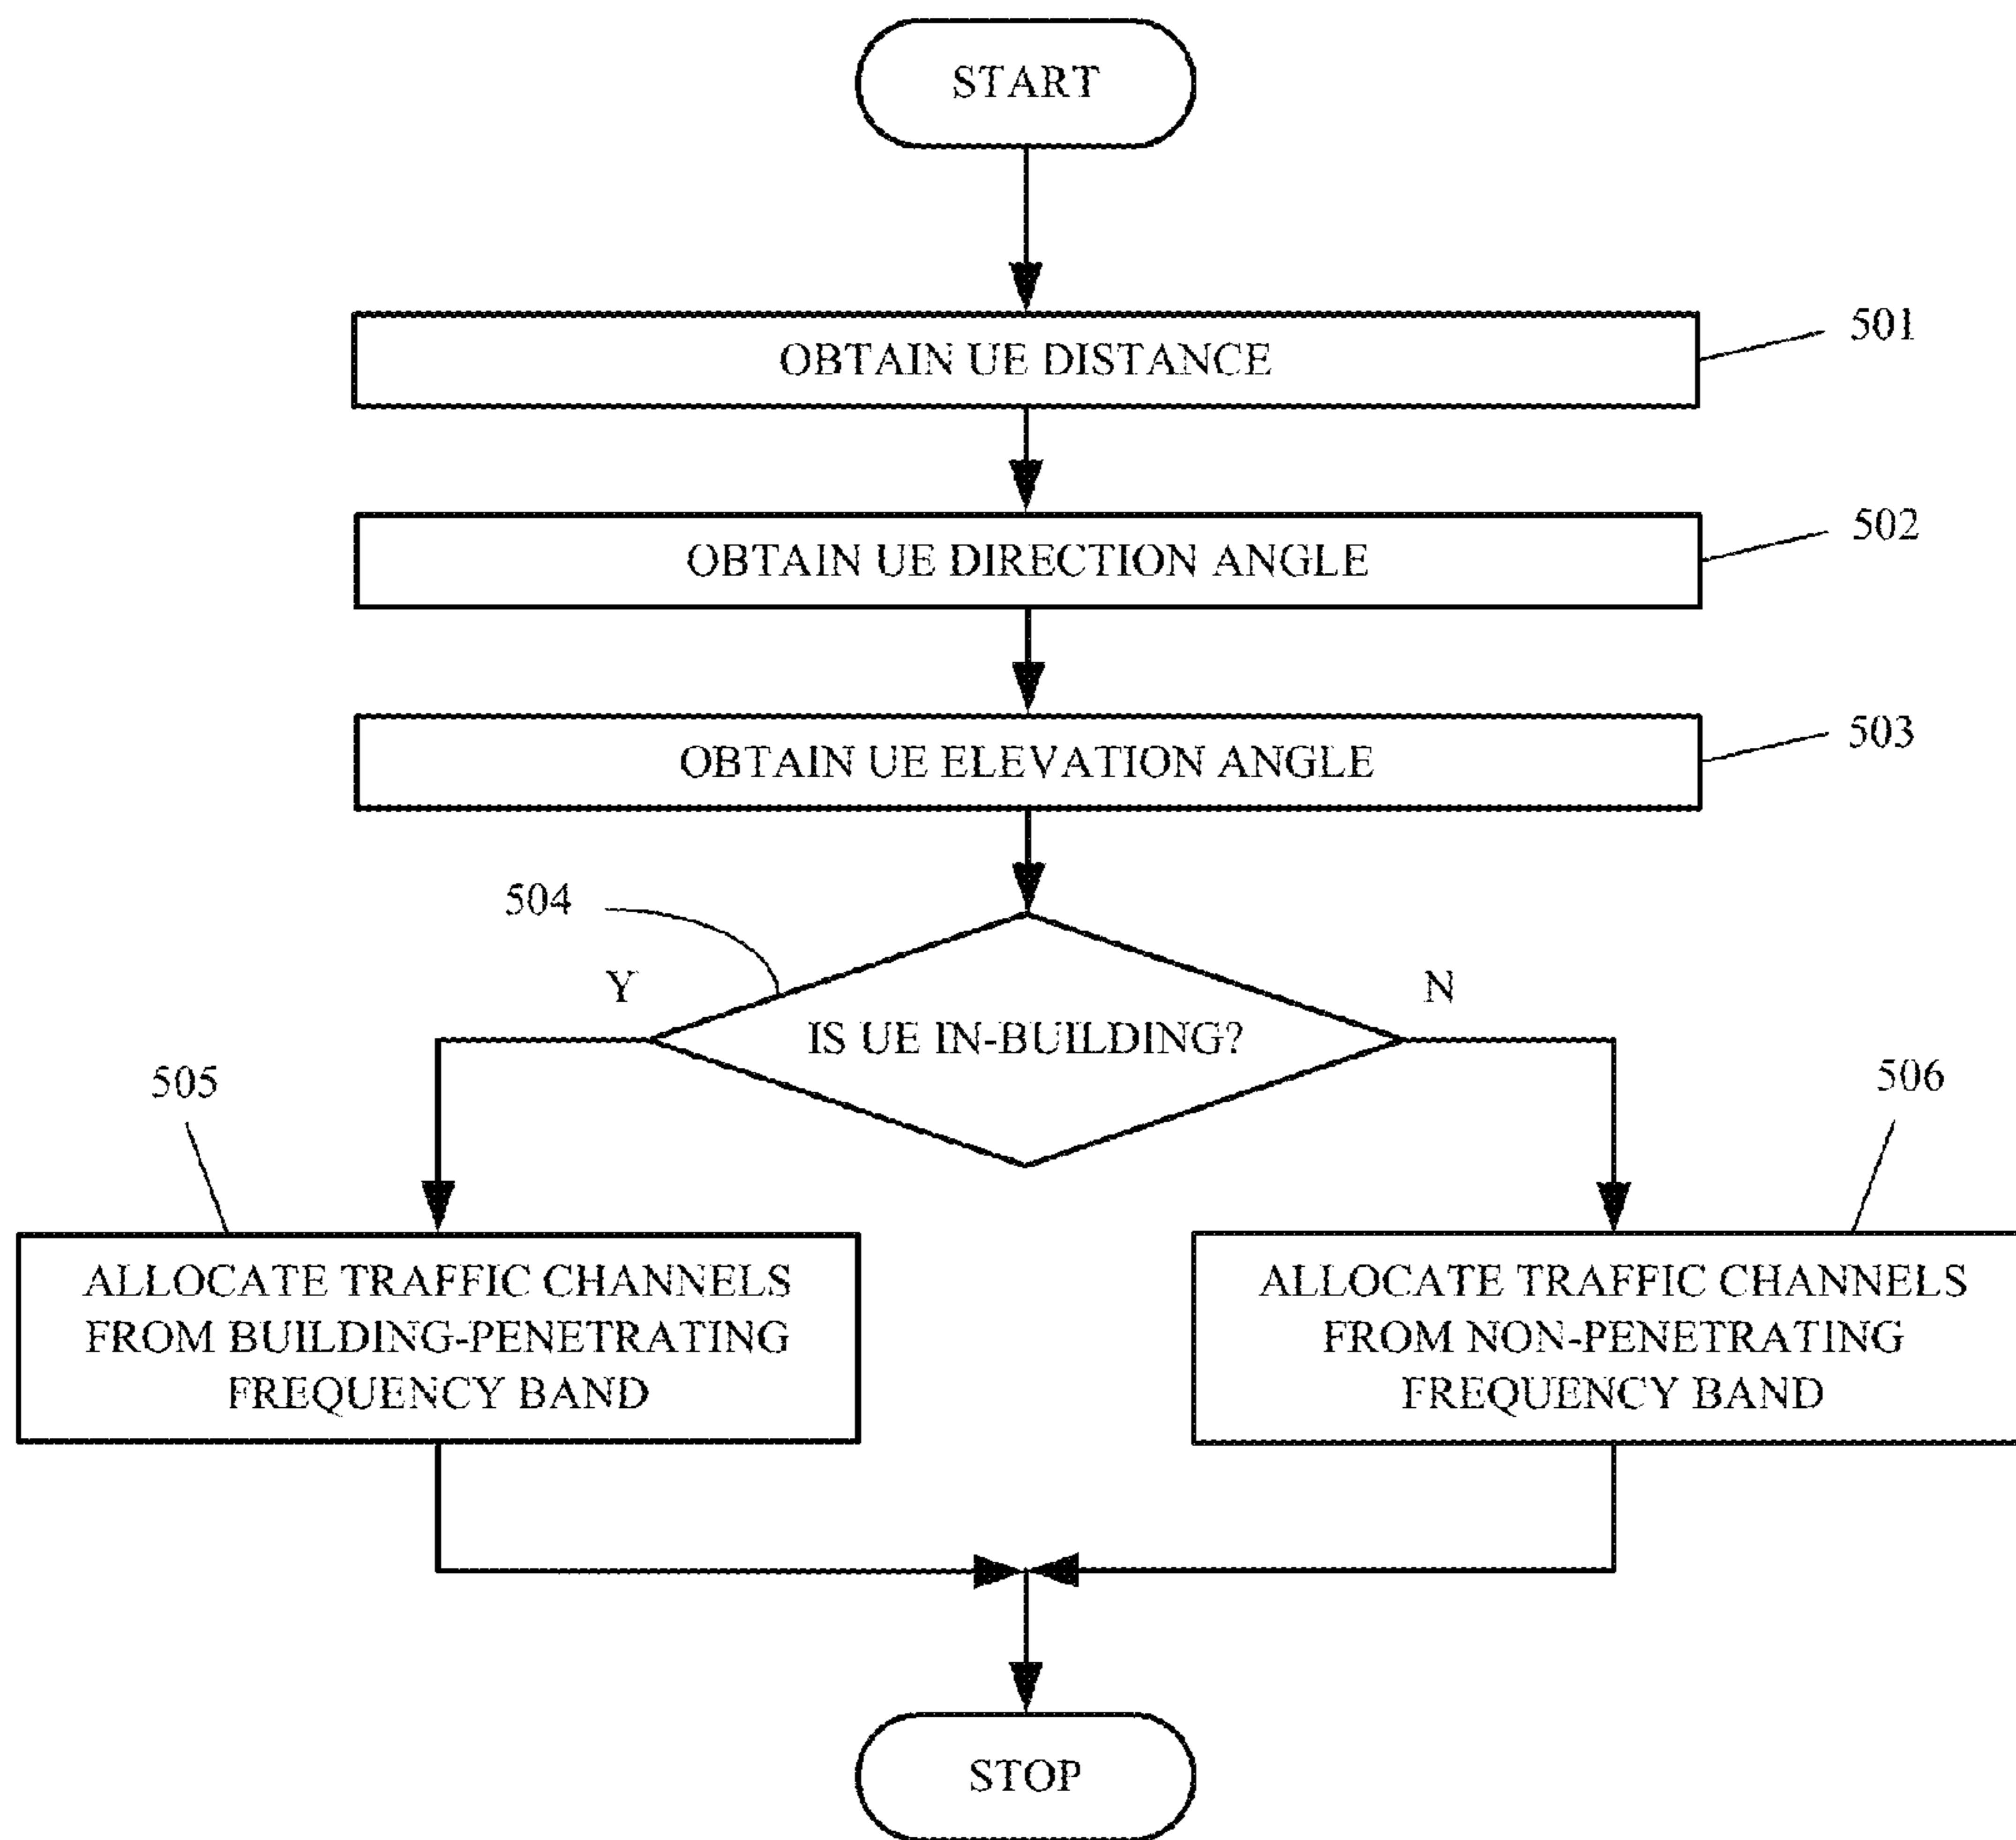 START
OBTAIN UE DISTANCE
501
OBTAIN UE DIRECTION ANGLE
502
OBTAIN UE ELEVATION ANGLE
503
504
Y
N
IS UE IN-BUILDING?
505
506
ALLOCATE TRAFFIC CHANNELS
FROM BUILDING-PENETRATING
FREQUENCY BAND
ALLOCATE TRAFFIC CHANNELS
FROM NON-PENETRATING
FREQUENCY BAND
STOP